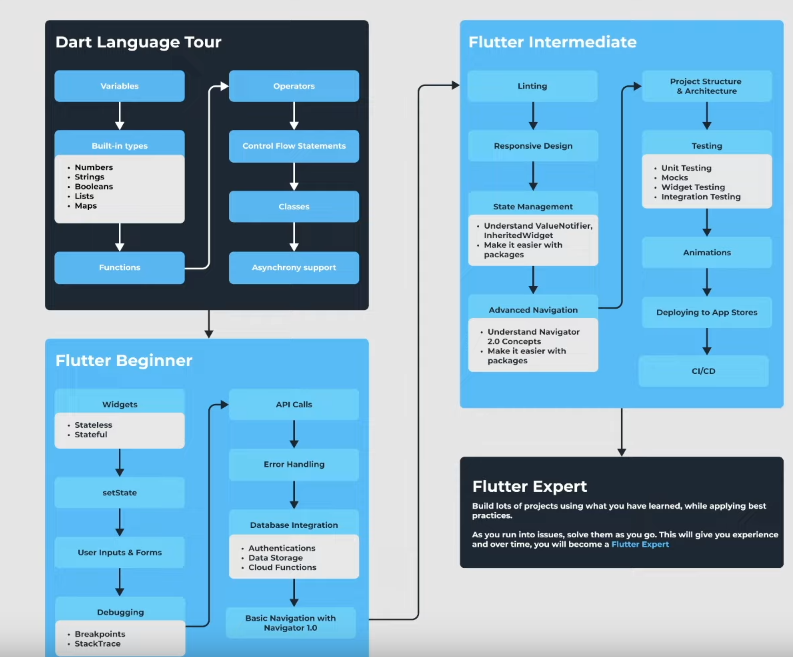 Dart Language Tour
Variables
Built-in types
• Numbers
• Strings
• Booleans
• Lists
• Maps
Functions
Operators
Control Flow Statements
Classes
Asynchrony support
Flutter Beginner
Widgets
• Stateless
• Stateful
setState
User Inputs & Forms
Debugging
• Breakpoints
• StackTrace
API Calls
Error Handling
Database Integration
• Authentications
• Data Storage
• Cloud Functions
Basic Navigation with
Navigator 1.0
Flutter Intermediate
Linting
Responsive Design
State Management
• Understand ValueNotifier,
InheritedWidget
• Make it easier with
packages
Advanced Navigation
• Understand Navigator
2.0 Concepts
• Make it easier with
packages
Project Structure
& Architecture
Testing
• Unit Testing
• Mocks
• Widget Testing
• Integration Testing
Animations
Deploying to App Stores
CI/CD
Flutter Expert
Build lots of projects using what you have learned, while applying best
practices.
As you run into issues, solve them as you go. This will give you experience
and over time, you will become a Flutter Expert